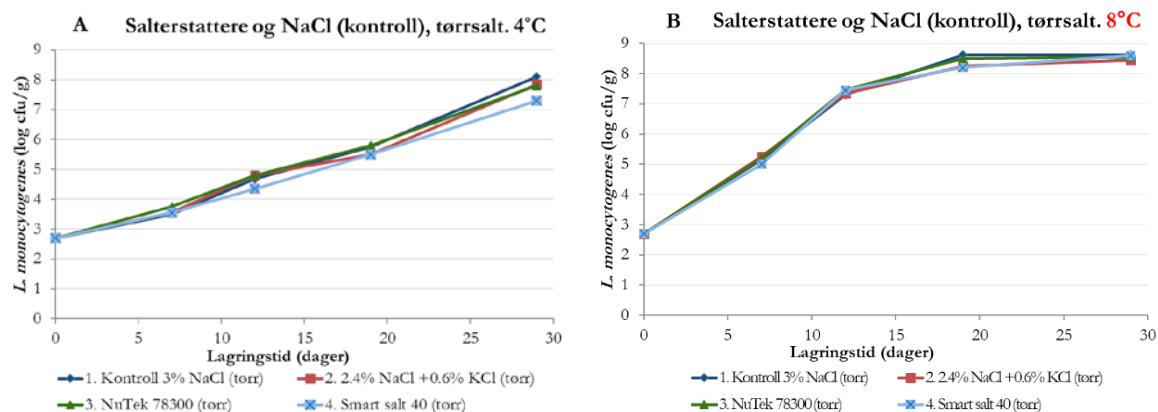 A Salterstattere og NaCl (kontroll), tørrsalt. 4°C
9
8
7
6
5
4
3
2
1
0
L. monocytogenes (log cfu/g)
0 5 10 15 20 25 30
Lagringstid (dager)
1. Kontroll 3% NaCl (tørr) 2. 2.4% NaCl +0.6% KCl (tørr)
3. NuTek 78300 (tørr) 4. Smart salt 40 (tørr)
B Salterstattere og NaCl (kontroll), tørrsalt. 8°C
9
8
7
6
5
4
3
2
1
0
L. monocytogenes (log cfu/g)
0 5 10 15 20 25 30
Lagringstid (dager)
1. Kontroll 3% NaCl (tørr) 2. 2.4% NaCl +0.6% KCl (tørr)
3. NuTek 78300 (tørr) 4. Smart salt 40 (tørr)